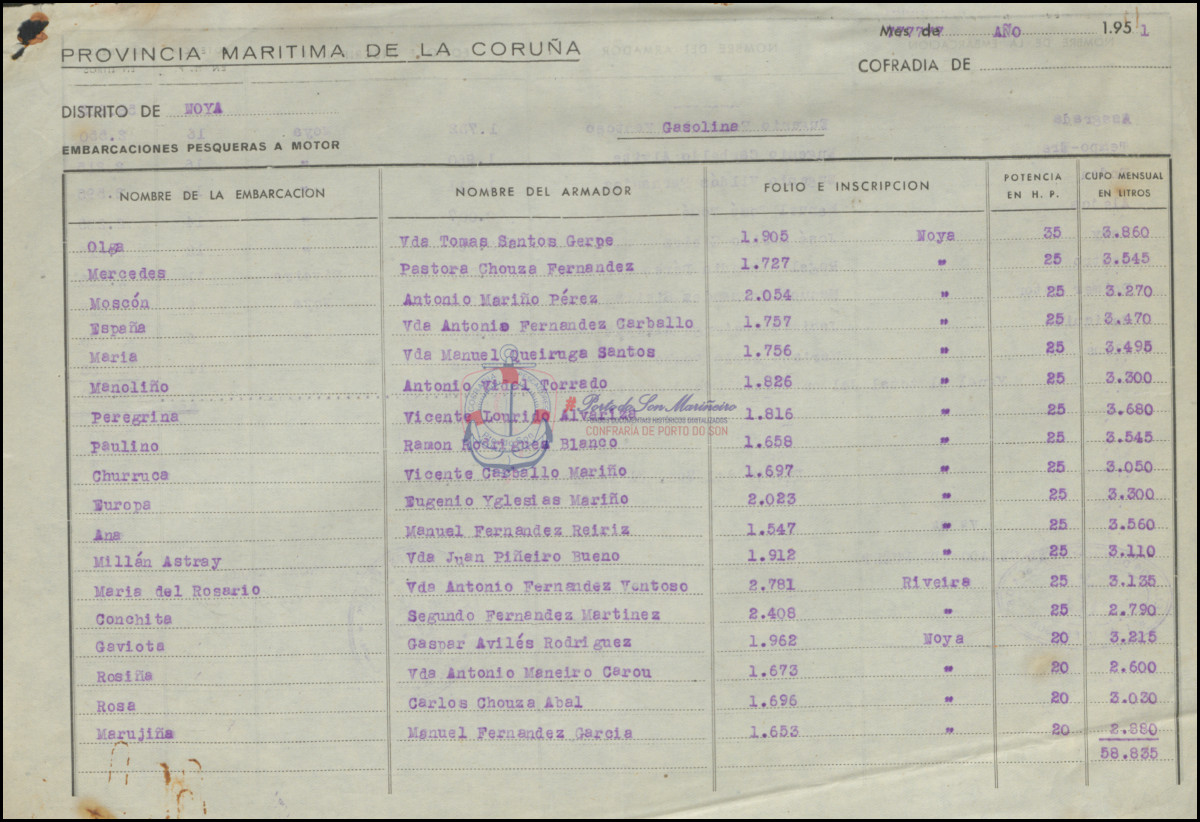 Mes de AÑO 1.951
PROVINCIA MARITIMA DE LA CORUÑA
COFRADIA DE
DISTRITO DE NOYA
Gasolina
EMBARCACIONES PESQUERAS A MOTOR
NOMBRE DE LA EMBARCACION NOMBRE DEL ARMADOR FOLIO E INSCRIPCION POTENCIA EN H. P. CUPO MENSUAL EN LITROS
Olga Vda Tomas Santos Gerpe 1.905 Noya 35 3.860
Mercedes Pastora Chouza Fernandez 1.727 " 25 3.545
Moscón Antonio Mariño Pérez 2.054 " 25 3.270
España Vda Antonio Fernandez Carballo 1.757 " 25 3.470
Maria Vda Manuel Queiruga Santos 1.756 " 25 3.495
Manoliño Antonio Vidal Torrado 1.826 " 25 3.300
Peregrina Vicente Lourido Alvariza 1.816 " 25 3.680
Paulino Ramon Rodriguez Blanco 1.658 " 25 3.545
Churruca Vicente Carballo Mariño 1.697 " 25 3.050
Europa Eugenio Yglesias Mariño 2.023 " 25 3.300
Ana Manuel Fernandez Reiriz 1.547 " 25 3.560
Millán Astray Vda Juan Piñeiro Bueno 1.912 " 25 3.110
Maria del Rosario Vda Antonio Fernandez Ventoso 2.781 Riveira 25 3.135
Conchita Segundo Fernandez Martinez 2.408 " 25 2.790
Gaviota Gaspar Avilés Rodriguez 1.962 Noya 20 3.215
Rosiña Vda Antonio Maneiro Carou 1.673 " 20 2.600
Rosa Carlos Chouza Abal 1.696 " 20 3.030
Marujiña Manuel Fernandez Garcia 1.653 " 20 2.880
58.835
#Porto do Son Mariñeiro
CONFRARÍA DE PORTO DO SON